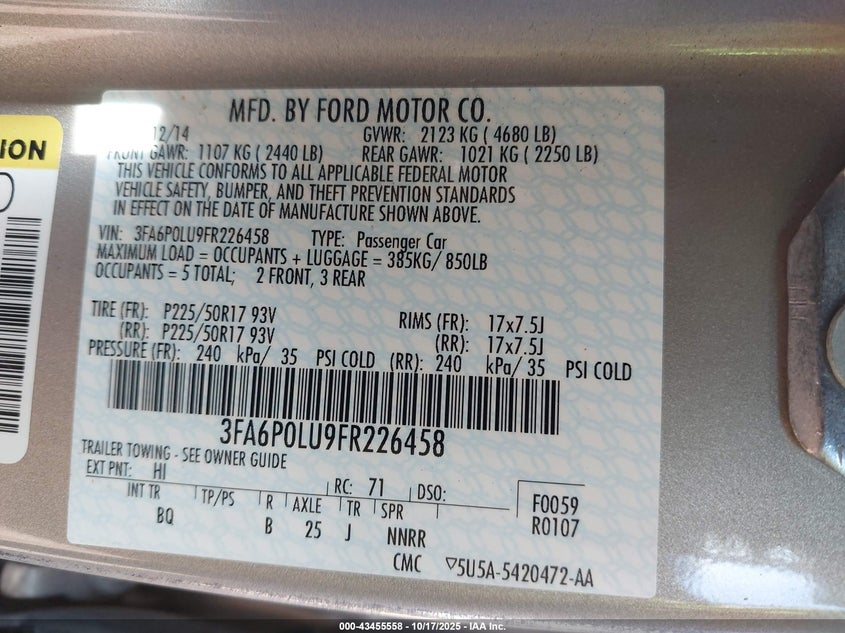 MFD. BY FORD MOTOR CO.
12/14 GVWR: 2123 KG ( 4680 LB)
FRONT GAWR: 1107 KG ( 2440 LB) REAR GAWR: 1021 KG ( 2250 LB)
THIS VEHICLE CONFORMS TO ALL APPLICABLE FEDERAL MOTOR
VEHICLE SAFETY, BUMPER, AND THEFT PREVENTION STANDARDS
IN EFFECT ON THE DATE OF MANUFACTURE SHOWN ABOVE.
VIN: 3FA6P0LU9FR226458 TYPE: Passenger Car
MAXIMUM LOAD = OCCUPANTS + LUGGAGE = 385KG/ 850LB
OCCUPANTS = 5 TOTAL; 2 FRONT, 3 REAR
TIRE (FR): P225/50R17 93V RIMS (FR): 17x7.5J
(RR): P225/50R17 93V (RR): 17x7.5J
PRESSURE (FR): 240 kPa/ 35 PSI COLD (RR): 240 kPa/ 35 PSI COLD
3FA6P0LU9FR226458
TRAILER TOWING - SEE OWNER GUIDE
EXT PNT: HI RC: 71 DSO: F0059
INT TR TP/PS R AXLE TR SPR R0107
BQ B 25 J NNRR
CMC ▽5U5A-5420472-AA
ION
000-43455558 - 10/17/2025 - IAA Inc.